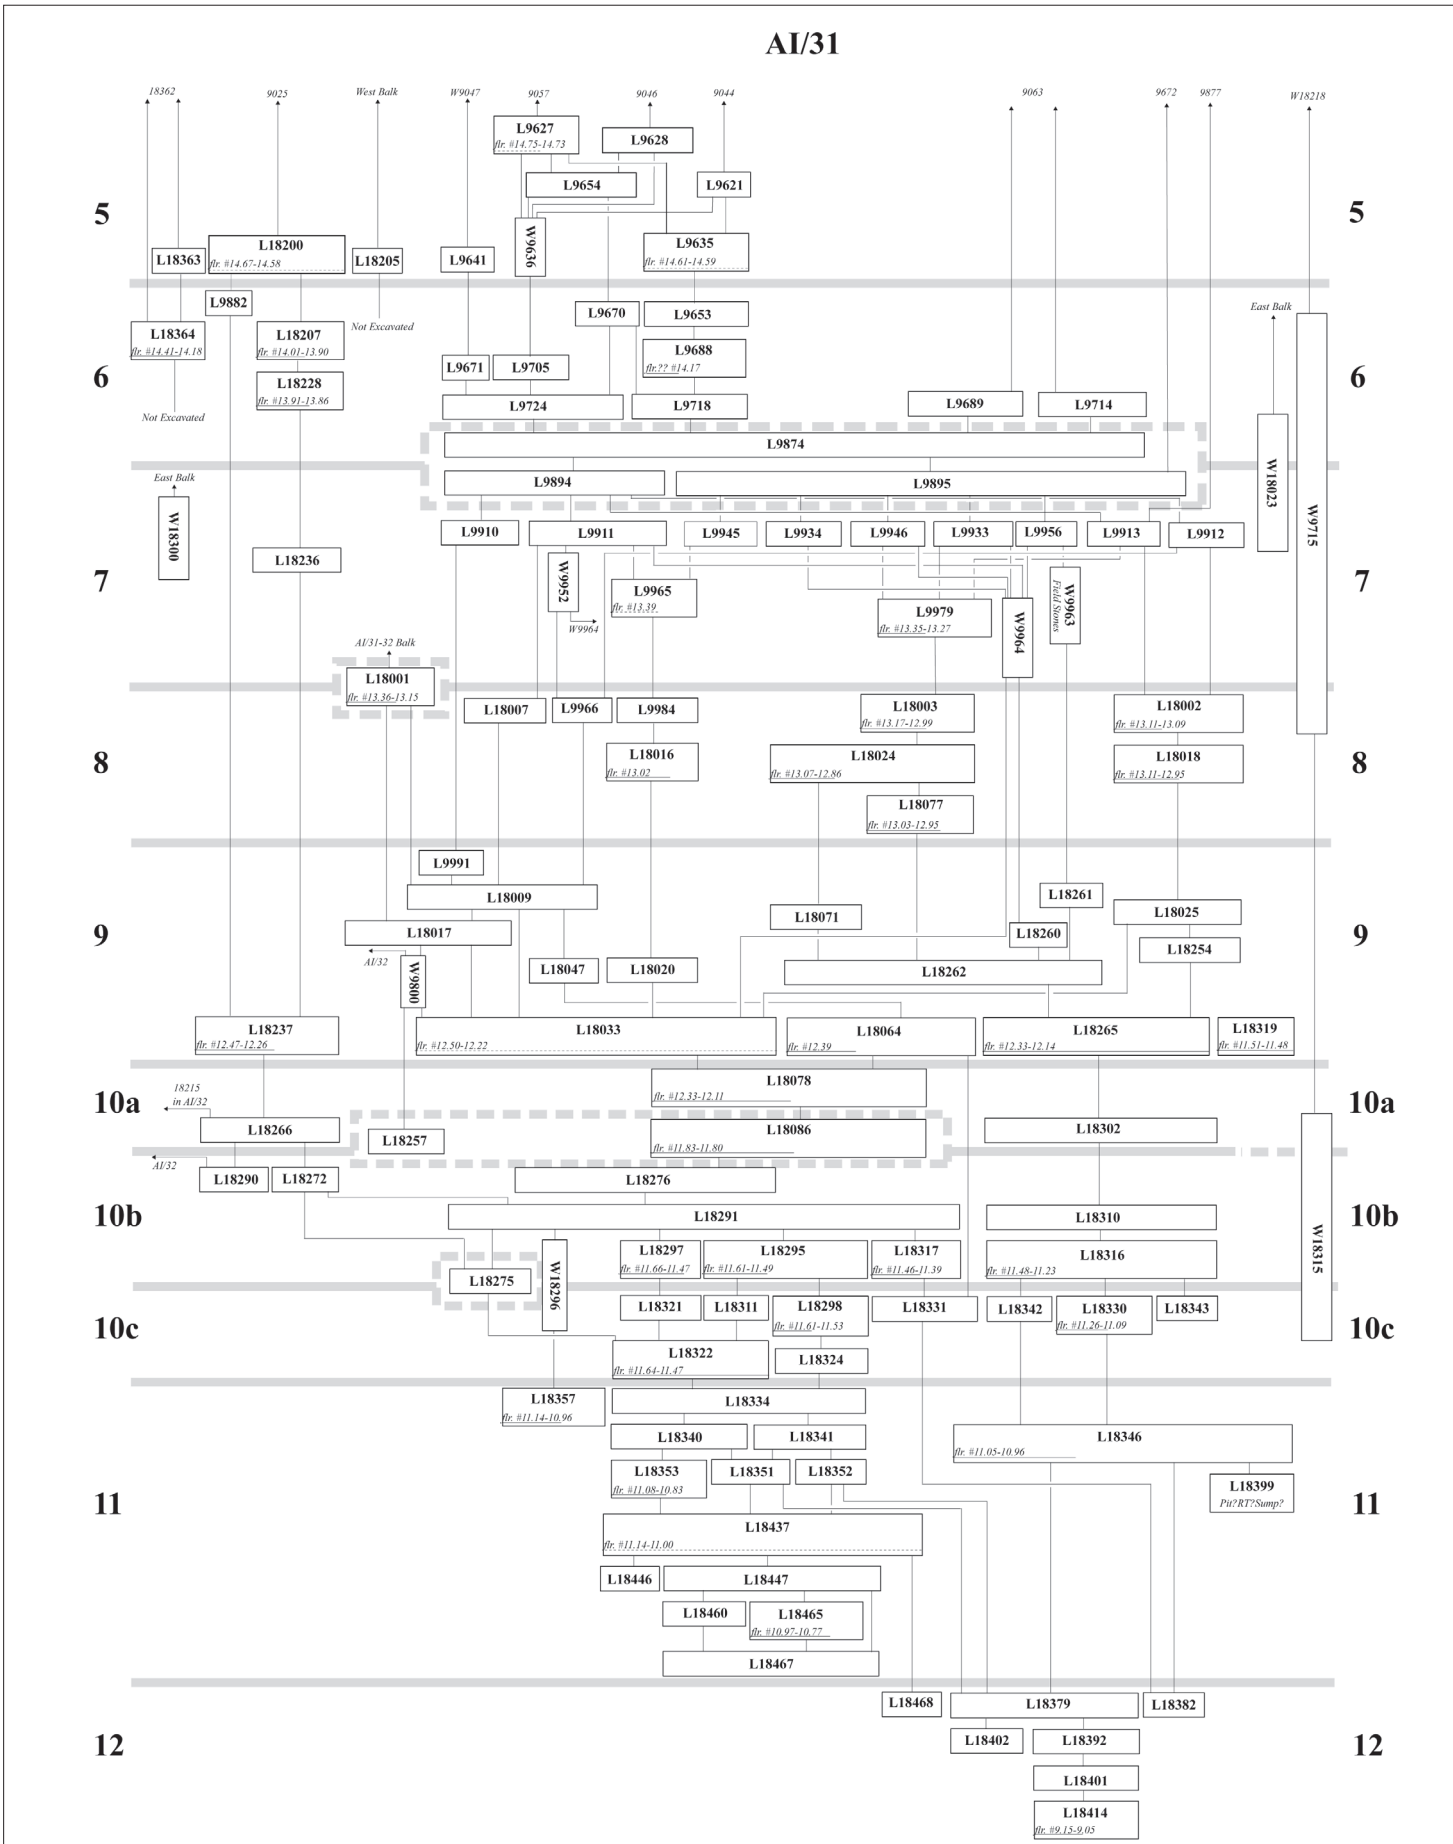 AI/31
18362
9025
West Balk
W9047
9057
9046
9044
9063
9672
9877
W18218
L9627
flr. #14.75-14.73
L9628
L9654
L9621
5
5
W9636
L18363
L18200
flr. #14.67-14.58
L18205
L9641
L9635
flr. #14.61-14.59
L9882
L9670
L9653
East Balk
Not Excavated
L18364
flr. #14.41-14.18
L18207
flr. #14.01-13.90
L9688
flr.?? #14.17
6
6
L9671
L9705
L18228
flr. #13.91-13.86
Not Excavated
L9724
L9718
L9689
L9714
L9874
East Balk
L9894
L9895
W18023
W9715
W18300
L9910
L9911
L9945
L9934
L9946
L9933
L9956
L9913
L9912
L18236
7
7
W9952
L9965
flr. #13.39
W9963
Field Stones
L9979
flr. #13.35-13.27
W9964
W9964
AI/31-32 Balk
L18001
flr. #13.36-13.15
L18007
L9966
L9984
L18003
flr. #13.17-12.99
L18002
flr. #13.11-13.09
8
8
L18016
flr. #13.02
L18024
flr. #13.07-12.86
L18018
flr. #13.11-12.95
L18077
flr. #13.03-12.95
L9991
L18009
L18261
L18071
L18025
9
9
L18017
L18260
L18254
AI/32
W9800
L18047
L18020
L18262
L18237
flr. #12.47-12.26
L18033
flr. #12.50-12.22
L18064
flr. #12.39
L18265
flr. #12.33-12.14
L18319
flr. #11.51-11.48
18215
in AI/32
10a
10a
L18078
flr. #12.33-12.11
L18266
L18257
L18086
flr. #11.83-11.80
L18302
AI/32
L18290
L18272
L18276
10b
10b
L18291
L18310
W18315
W18296
L18297
flr. #11.66-11.47
L18295
flr. #11.61-11.49
L18317
flr. #11.46-11.39
L18316
flr. #11.48-11.23
L18275
10c
10c
L18321
L18311
L18298
flr. #11.61-11.53
L18331
L18342
L18330
flr. #11.26-11.09
L18343
L18322
flr. #11.64-11.47
L18324
L18357
flr. #11.14-10.96
L18334
L18340
L18341
L18346
flr. #11.05-10.96
L18353
flr. #11.08-10.83
L18351
L18352
L18399
Pit?RT?Sump?
11
11
L18437
flr. #11.14-11.00
L18446
L18447
L18460
L18465
flr. #10.97-10.77
L18467
L18468
L18379
L18382
12
12
L18402
L18392
L18401
L18414
flr. #9.15-9.05